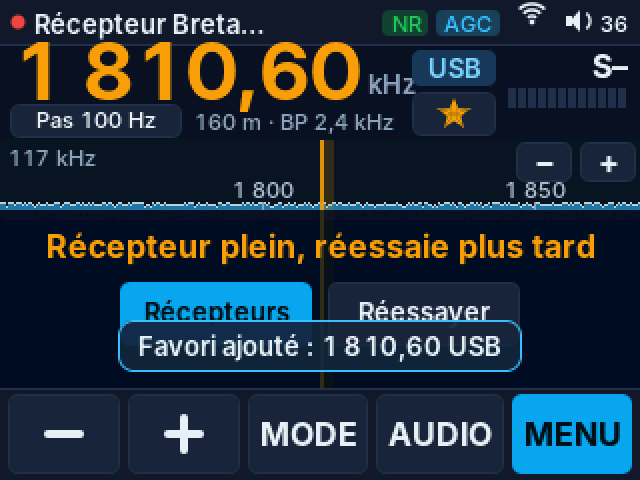 Récepteur Breta...
NR
AGC
36
1 810,60 kHz
USB
S–
Pas 100 Hz
160 m · BP 2,4 kHz
117 kHz
–
+
1 800
1 850
Récepteur plein, réessaie plus tard
Récepteurs
Réessayer
Favori ajouté : 1 810,60 USB
–
+
MODE
AUDIO
MENU